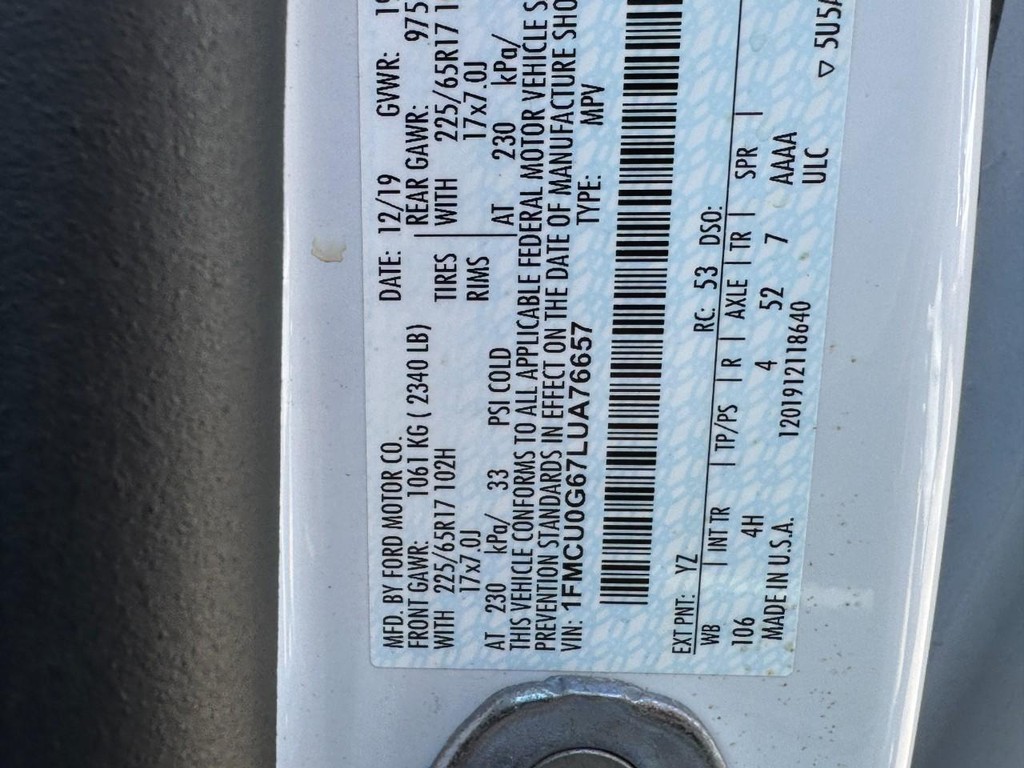 MFD. BY FORD MOTOR CO. DATE: 12/19 GVWR:
FRONT GAWR: 1061 KG ( 2340 LB) REAR GAWR: 975
WITH 225/65R17 102H TIRES WITH 225/65R17
17x7.0J RIMS 17x7.0J
AT 230 kPa/ 33 PSI COLD AT 230 kPa/
THIS VEHICLE CONFORMS TO ALL APPLICABLE FEDERAL MOTOR VEHICLE
PREVENTION STANDARDS IN EFFECT ON THE DATE OF MANUFACTURE
VIN: 1FMCU0G67LUA76657 TYPE: MPV
EXT PNT: YZ RC: 53 DSO:
WB | INT TR | TP/PS | R | AXLE | TR | SPR |
106 4H 4 52 7 AAAA
MADE IN U.S.A. 1201912118640 ULC
▽ 5U5A